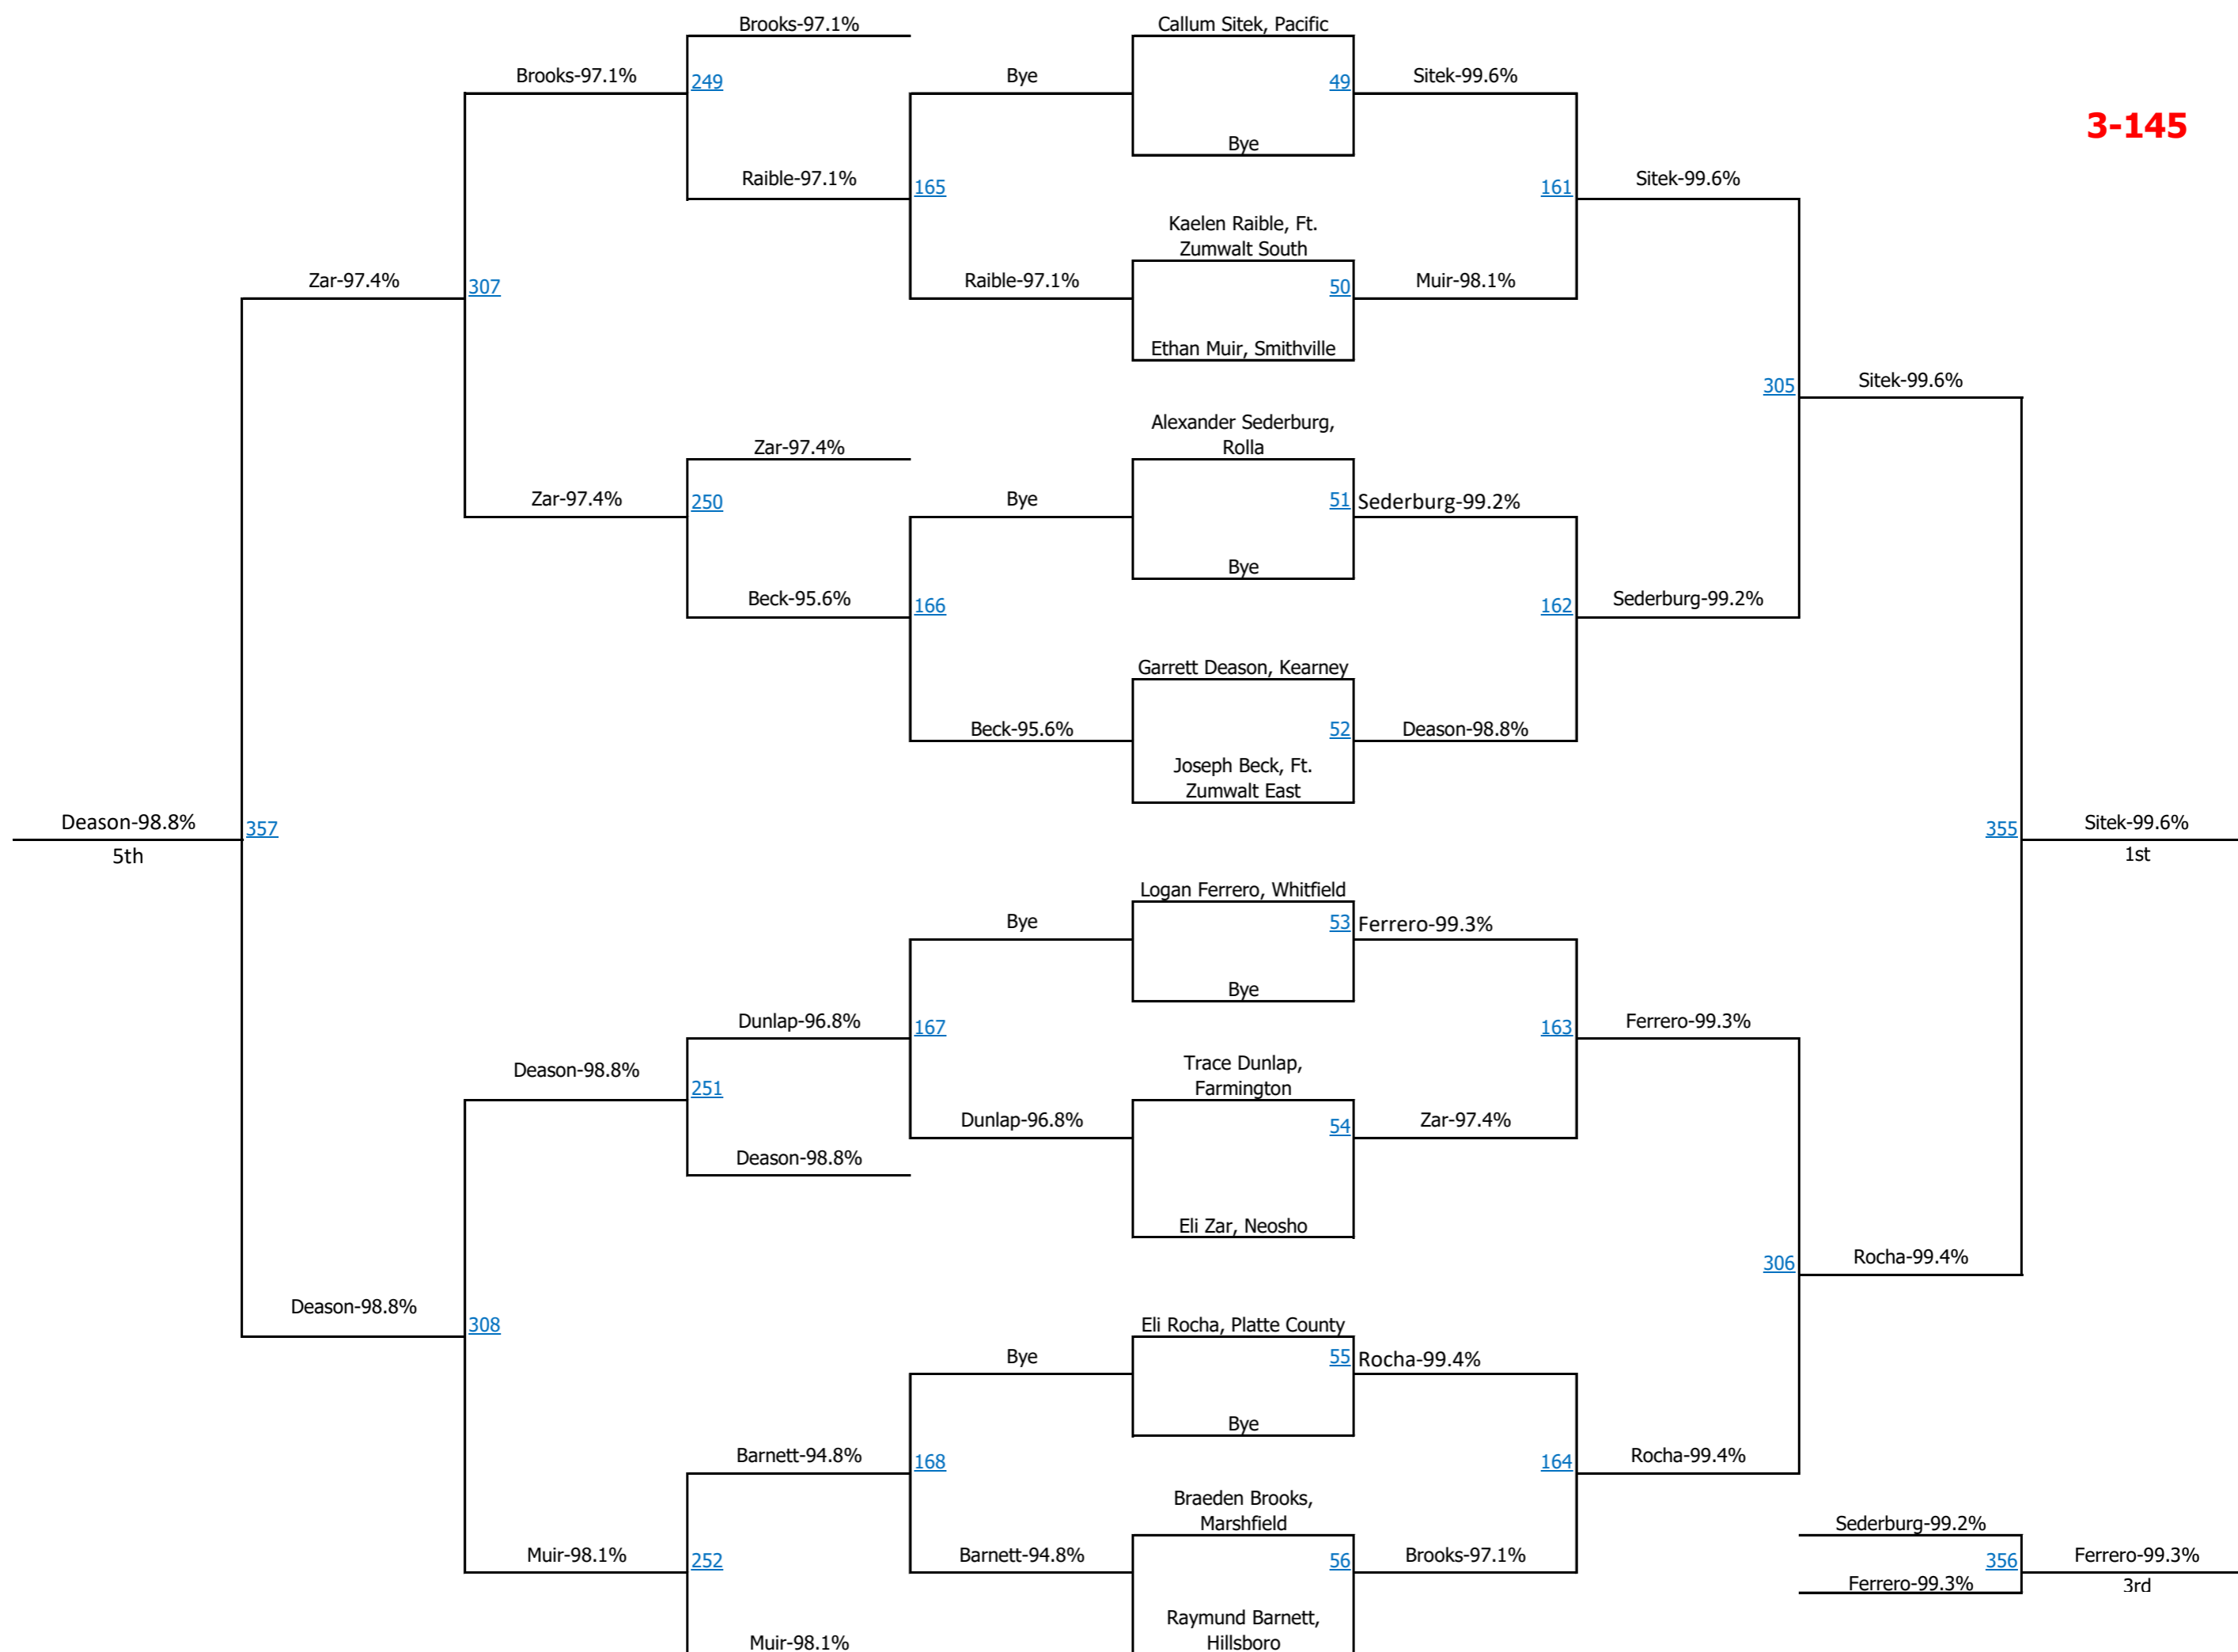 Brooks-97.1%
Callum Sitek, Pacific
Brooks-97.1%
249
Bye
49
Sitek-99.6%
3-145
Bye
Raible-97.1%
165
161
Sitek-99.6%
Kaelen Raible, Ft.
Zumwalt South
Zar-97.4%
307
Raible-97.1%
50
Muir-98.1%
Ethan Muir, Smithville
305
Sitek-99.6%
Alexander Sederburg,
Rolla
Zar-97.4%
Zar-97.4%
250
Bye
51
Sederburg-99.2%
Bye
Beck-95.6%
166
162
Sederburg-99.2%
Garrett Deason, Kearney
Beck-95.6%
52
Deason-98.8%
Joseph Beck, Ft.
Zumwalt East
Deason-98.8%
357
355
Sitek-99.6%
5th
1st
Logan Ferrero, Whitfield
Bye
53
Ferrero-99.3%
Bye
Dunlap-96.8%
167
163
Ferrero-99.3%
Trace Dunlap,
Farmington
Deason-98.8%
251
Dunlap-96.8%
54
Zar-97.4%
Deason-98.8%
Eli Zar, Neosho
306
Rocha-99.4%
Deason-98.8%
308
Eli Rocha, Platte County
Bye
55
Rocha-99.4%
Bye
Barnett-94.8%
168
164
Rocha-99.4%
Braeden Brooks,
Marshfield
Sederburg-99.2%
Muir-98.1%
252
Barnett-94.8%
56
Brooks-97.1%
356
Ferrero-99.3%
Ferrero-99.3%
3rd
Raymund Barnett,
Hillsboro
Muir-98.1%